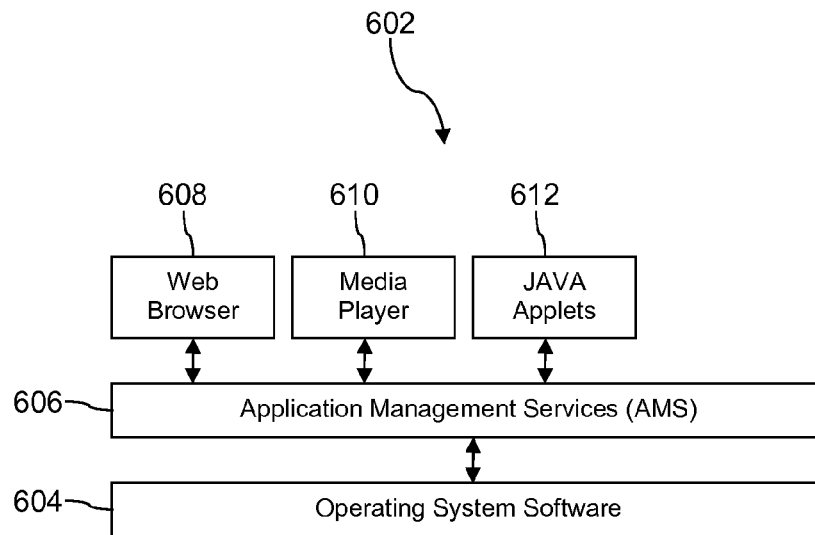 602
608
610
612
Web
Browser
Media
Player
JAVA
Applets
606
Application Management Services (AMS)
604
Operating System Software